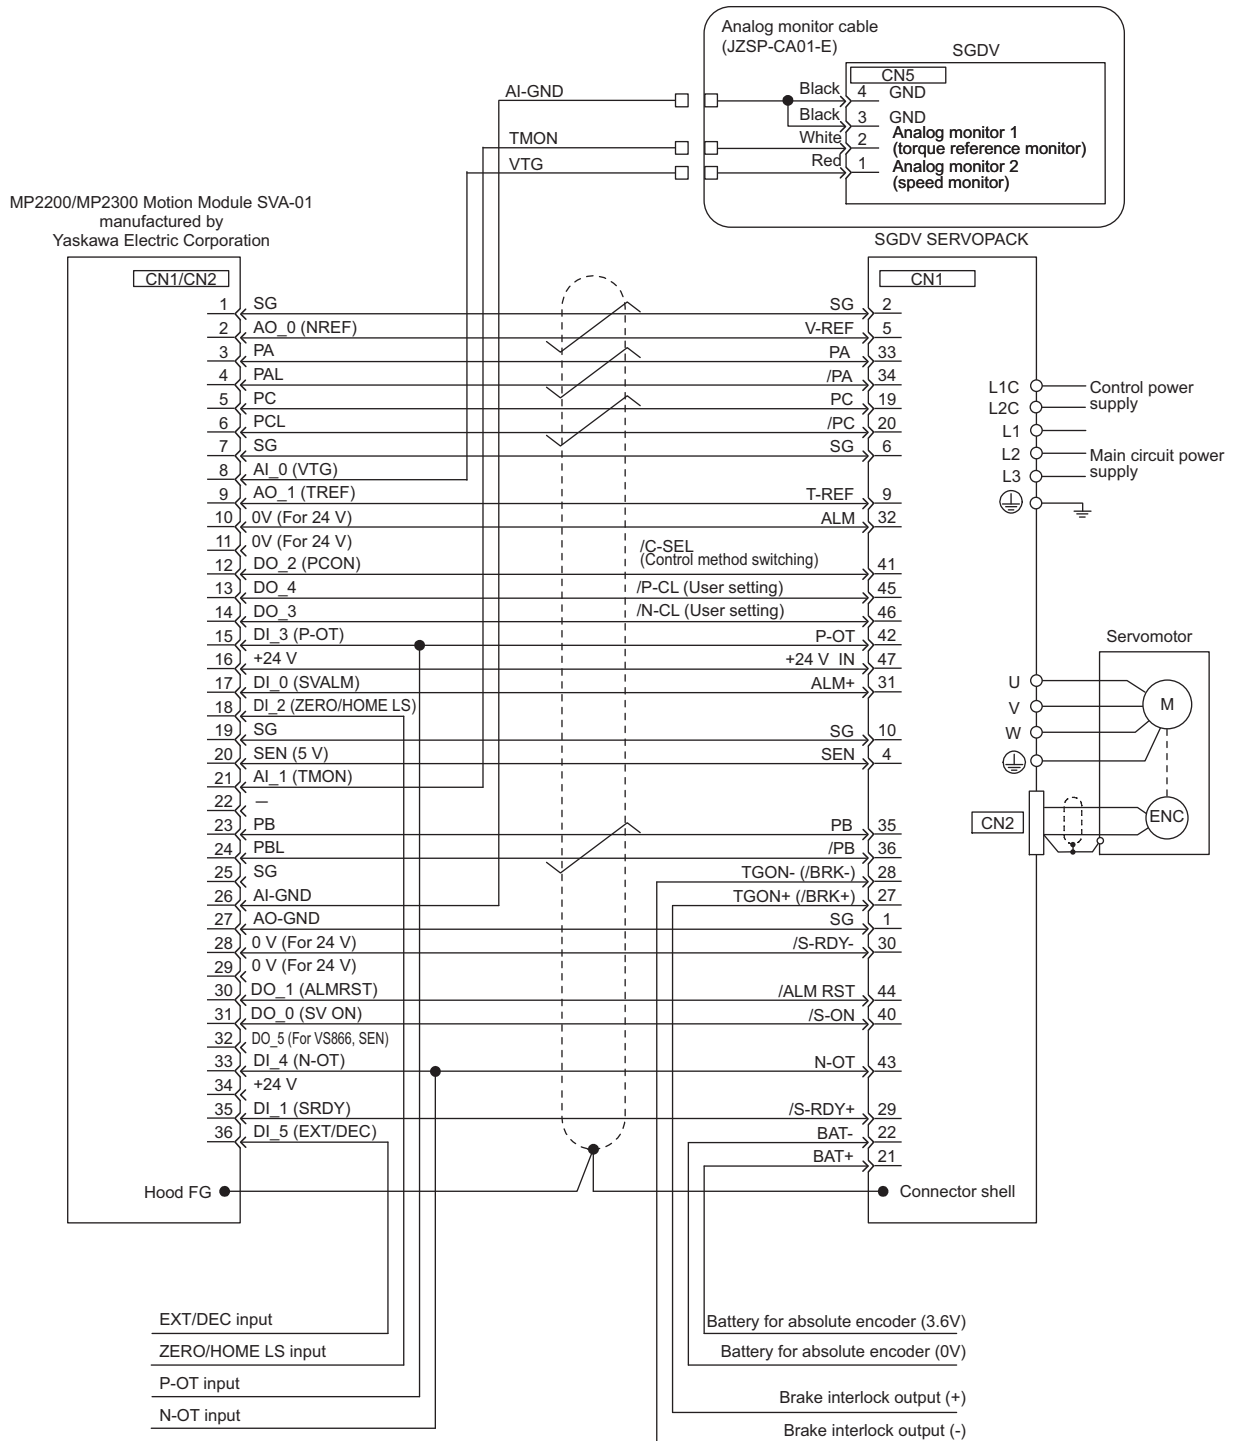 Analog monitor cable
(JZSP-CA01-E)
SGDV
CN5
AI-GND
Black 4 GND
Black 3 GND
TMON
White 2 Analog monitor 1
(torque reference monitor)
VTG
Red 1 Analog monitor 2
(speed monitor)
MP2200/MP2300 Motion Module SVA-01
manufactured by
Yaskawa Electric Corporation
SGDV SERVOPACK
CN1/CN2
CN1
1 SG SG 2
2 AO_0 (NREF) V-REF 5
3 PA PA 33
4 PAL /PA 34
5 PC PC 19
6 PCL /PC 20
7 SG SG 6
8 AI_0 (VTG)
9 AO_1 (TREF) T-REF 9
10 0V (For 24 V) ALM 32
11 0V (For 24 V)
/C-SEL
(Control method switching)
12 DO_2 (PCON) 41
13 DO_4 /P-CL (User setting) 45
14 DO_3 /N-CL (User setting) 46
15 DI_3 (P-OT) P-OT 42
16 +24 V +24 V IN 47
17 DI_0 (SVALM) ALM+ 31
18 DI_2 (ZERO/HOME LS)
19 SG SG 10
20 SEN (5 V) SEN 4
21 AI_1 (TMON)
22 –
23 PB PB 35
24 PBL /PB 36
25 SG TGON- (/BRK-) 28
26 AI-GND TGON+ (/BRK+) 27
27 AO-GND SG 1
28 0 V (For 24 V) /S-RDY- 30
29 0 V (For 24 V)
30 DO_1 (ALMRST) /ALM RST 44
31 DO_0 (SV ON) /S-ON 40
32 DO_5 (For VS866, SEN)
33 DI_4 (N-OT) N-OT 43
34 +24 V
35 DI_1 (SRDY) /S-RDY+ 29
36 DI_5 (EXT/DEC) BAT- 22
BAT+ 21
Hood FG
Connector shell
L1C
L2C
Control power
supply
L1
L2
L3
Main circuit power
supply
Servomotor
U
V
W
M
CN2
ENC
EXT/DEC input
ZERO/HOME LS input
P-OT input
N-OT input
Battery for absolute encoder (3.6V)
Battery for absolute encoder (0V)
Brake interlock output (+)
Brake interlock output (-)